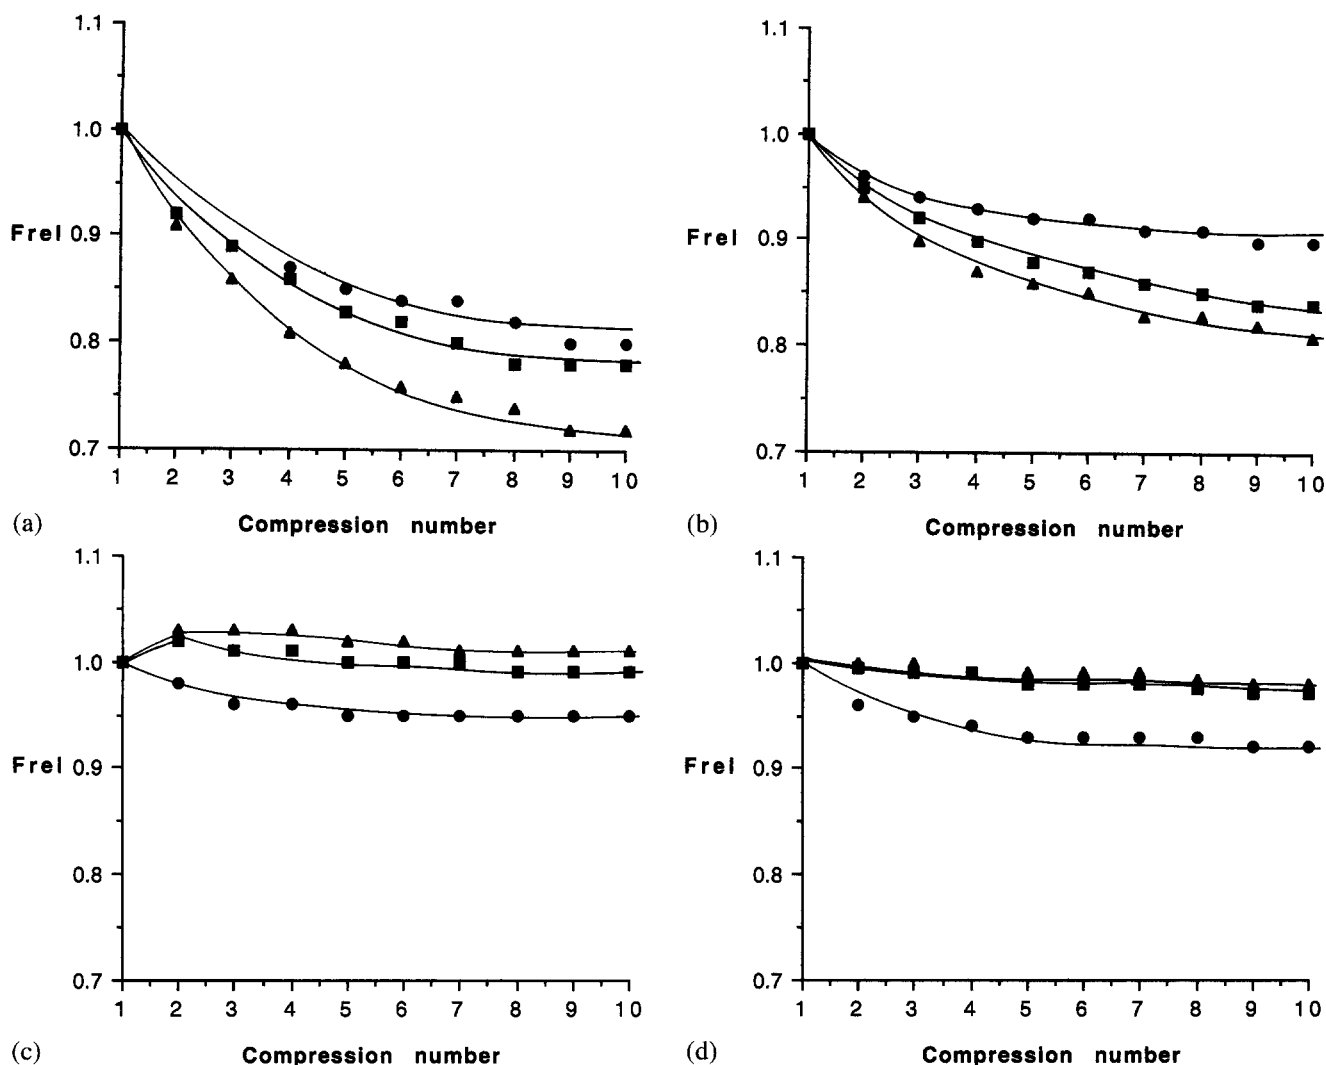 1.1
1.0
Frel 0.9
0.8
0.7
1 2 3 4 5 6 7 8 9 10
(a) Compression number
1.1
1.0
Frel 0.9
0.8
0.7
1 2 3 4 5 6 7 8 9 10
(b) Compression number
1.1
1.0
Frel 0.9
0.8
0.7
1 2 3 4 5 6 7 8 9 10
(c) Compression number
1.1
1.0
Frel 0.9
0.8
0.7
1 2 3 4 5 6 7 8 9 10
(d) Compression number